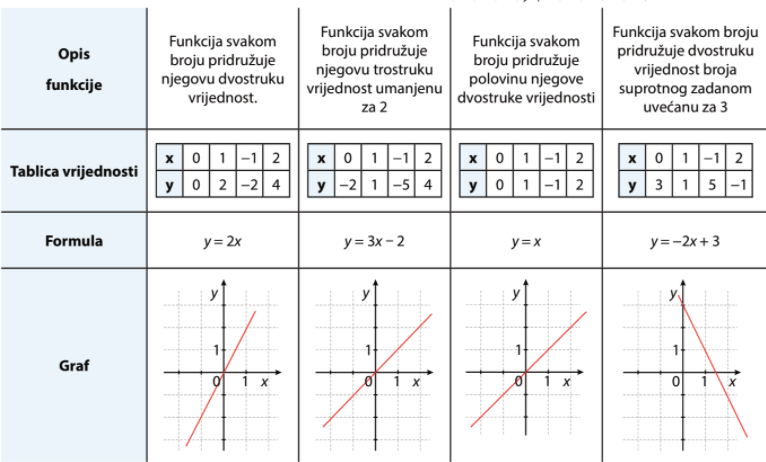 Opis
funkcije
Funkcija svakom
broju pridružuje
njegovu dvostruku
vrijednost.
Funkcija svakom
broju pridružuje
njegovu trostruku
vrijednost umanjenu
za 2
Funkcija svakom
broju pridružuje
polovinu njegove
dvostruke vrijednosti
Funkcija svakom broju
pridružuje dvostruku
vrijednost broja
suprotnog zadanom
uvećanu za 3
Tablica vrijednosti
x 0 1 −1 2
y 0 2 −2 4
x 0 1 −1 2
y −2 1 −5 4
x 0 1 −1 2
y 0 1 −1 2
x 0 1 −1 2
y 3 1 5 −1
Formula
y = 2x
y = 3x − 2
y = x
y = −2x + 3
Graf
y
1
0 1 x
y
1
0 1 x
y
1
0 1 x
y
1
0 1 x